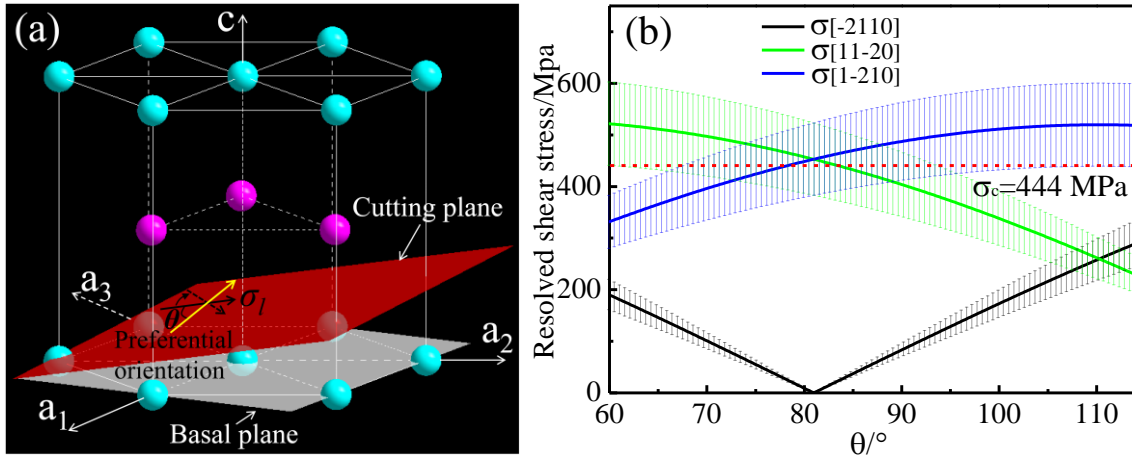 (a)
c
Cutting plane
a3
θ
σl
Preferential
orientation
a2
a1
Basal plane
(b)
σ[-2110]
σ[11-20]
σ[1-210]
σc=444 MPa
Resolved shear stress/Mpa
600
400
200
0
60
70
80
90
100
110
θ/°